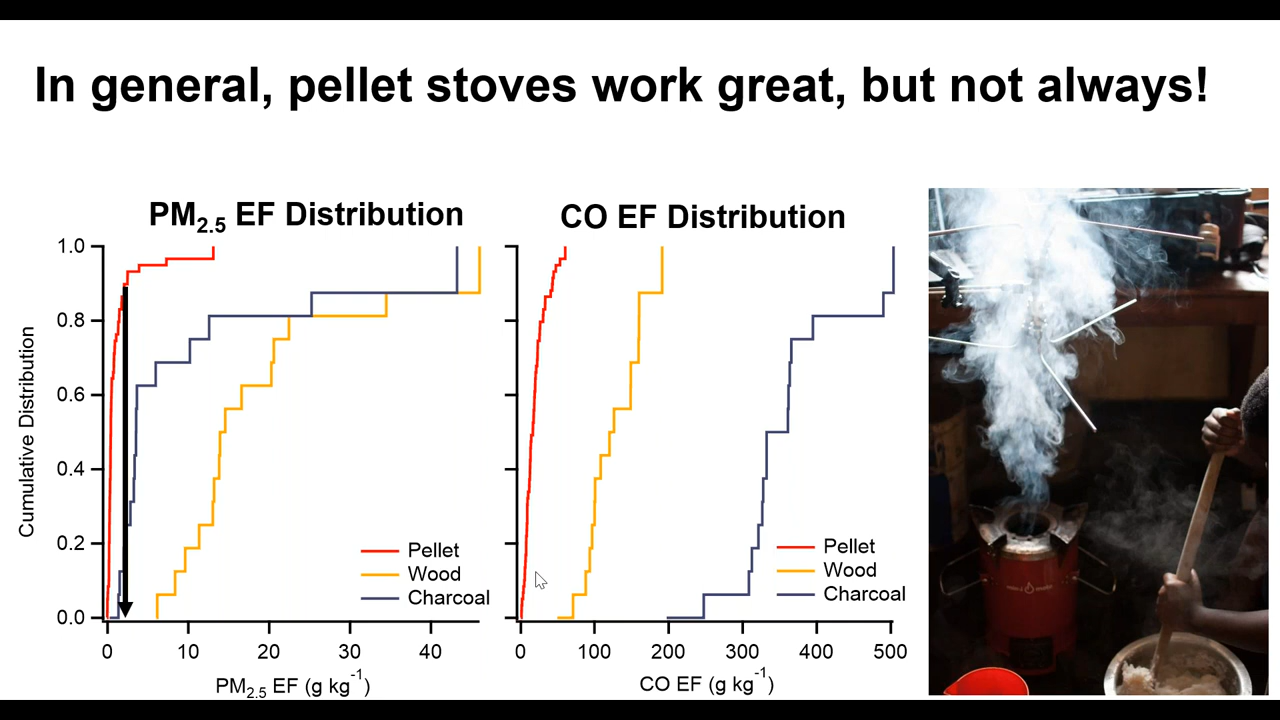 In general, pellet stoves work great, but not always!
PM2.5 EF Distribution
1.0
0.8
0.6
0.4
0.2
0.0
Cumulative Distribution
Pellet
Wood
Charcoal
0 10 20 30 40
PM2.5 EF (g kg-1)
CO EF Distribution
Pellet
Wood
Charcoal
0 100 200 300 400 500
CO EF (g kg-1)